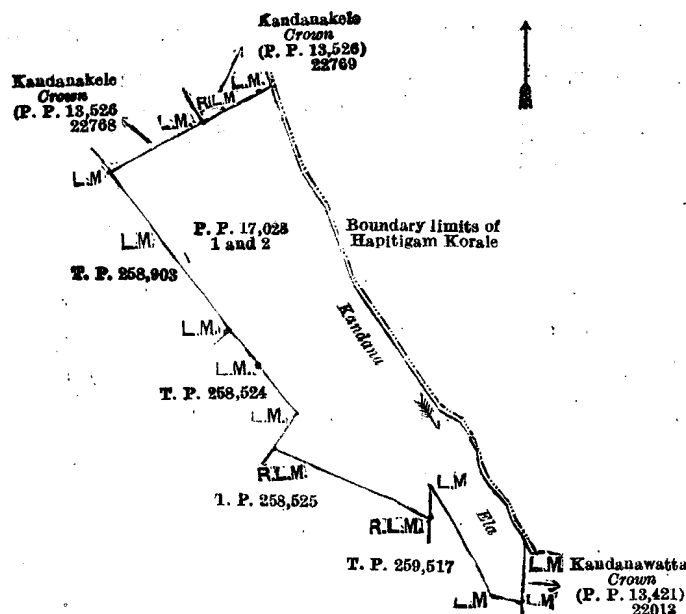 Kandanakele
Crown
(P. P. 13,526)
22769
Kandanakele
Crown
(P. P. 13,526
22768
L.M.
R.L.M
L.M.
L.M
P. P. 17,028
1 and 2
Boundary limits of
Hapitigam Korale
L.M.
T. P. 258,903
Kandana
L.M.
L.M.
T. P. 258,524
L.M.
R.L.M.
T. P. 258,525
L.M
R.L.M.
Ela
T. P. 259,517
L.M
Kandanawatta
Crown
(P. P. 13,421)
22012
L.M
L.M